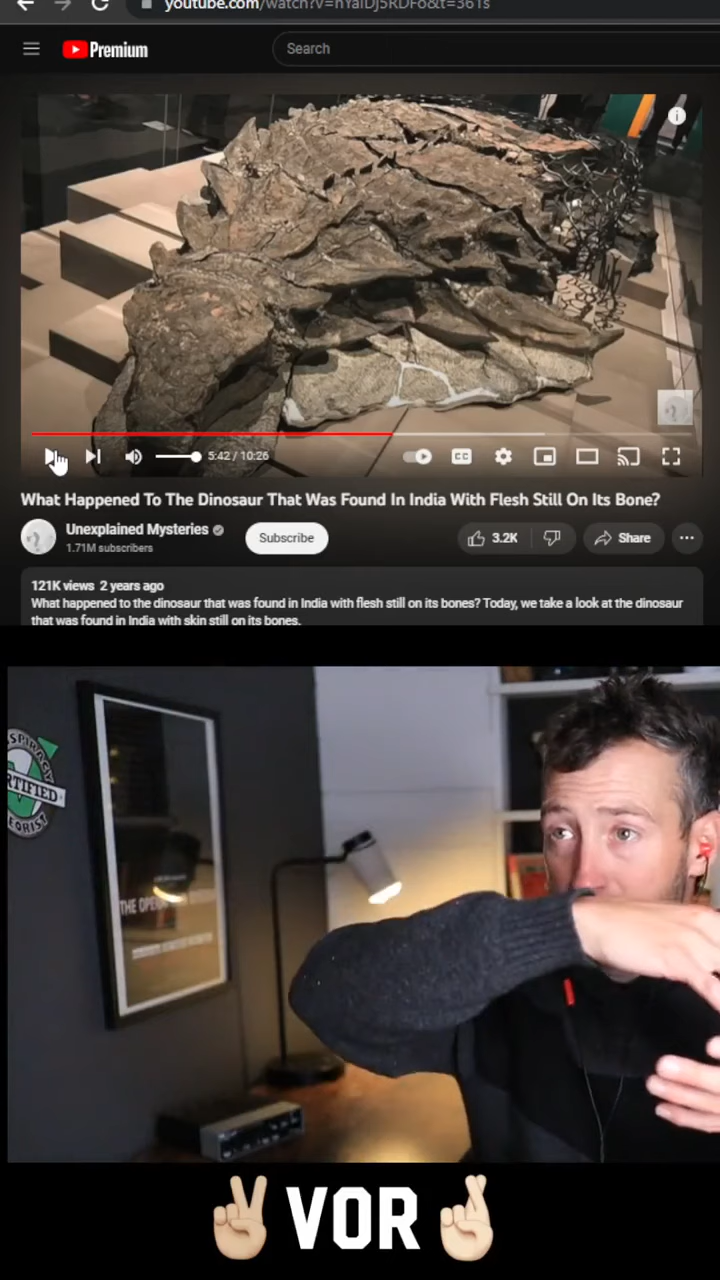 youtube.com/watch?v=nYaiDj5RDFo&t=361s
Premium
Search
5:42 / 10:26
CC
What Happened To The Dinosaur That Was Found In India With Flesh Still On Its Bone?
Unexplained Mysteries
1.71M subscribers
Subscribe
3.2K
Share
121K views 2 years ago
What happened to the dinosaur that was found in India with flesh still on its bones? Today, we take a look at the dinosaur
that was found in India with skin still on its bones.
THE OPE
VOR